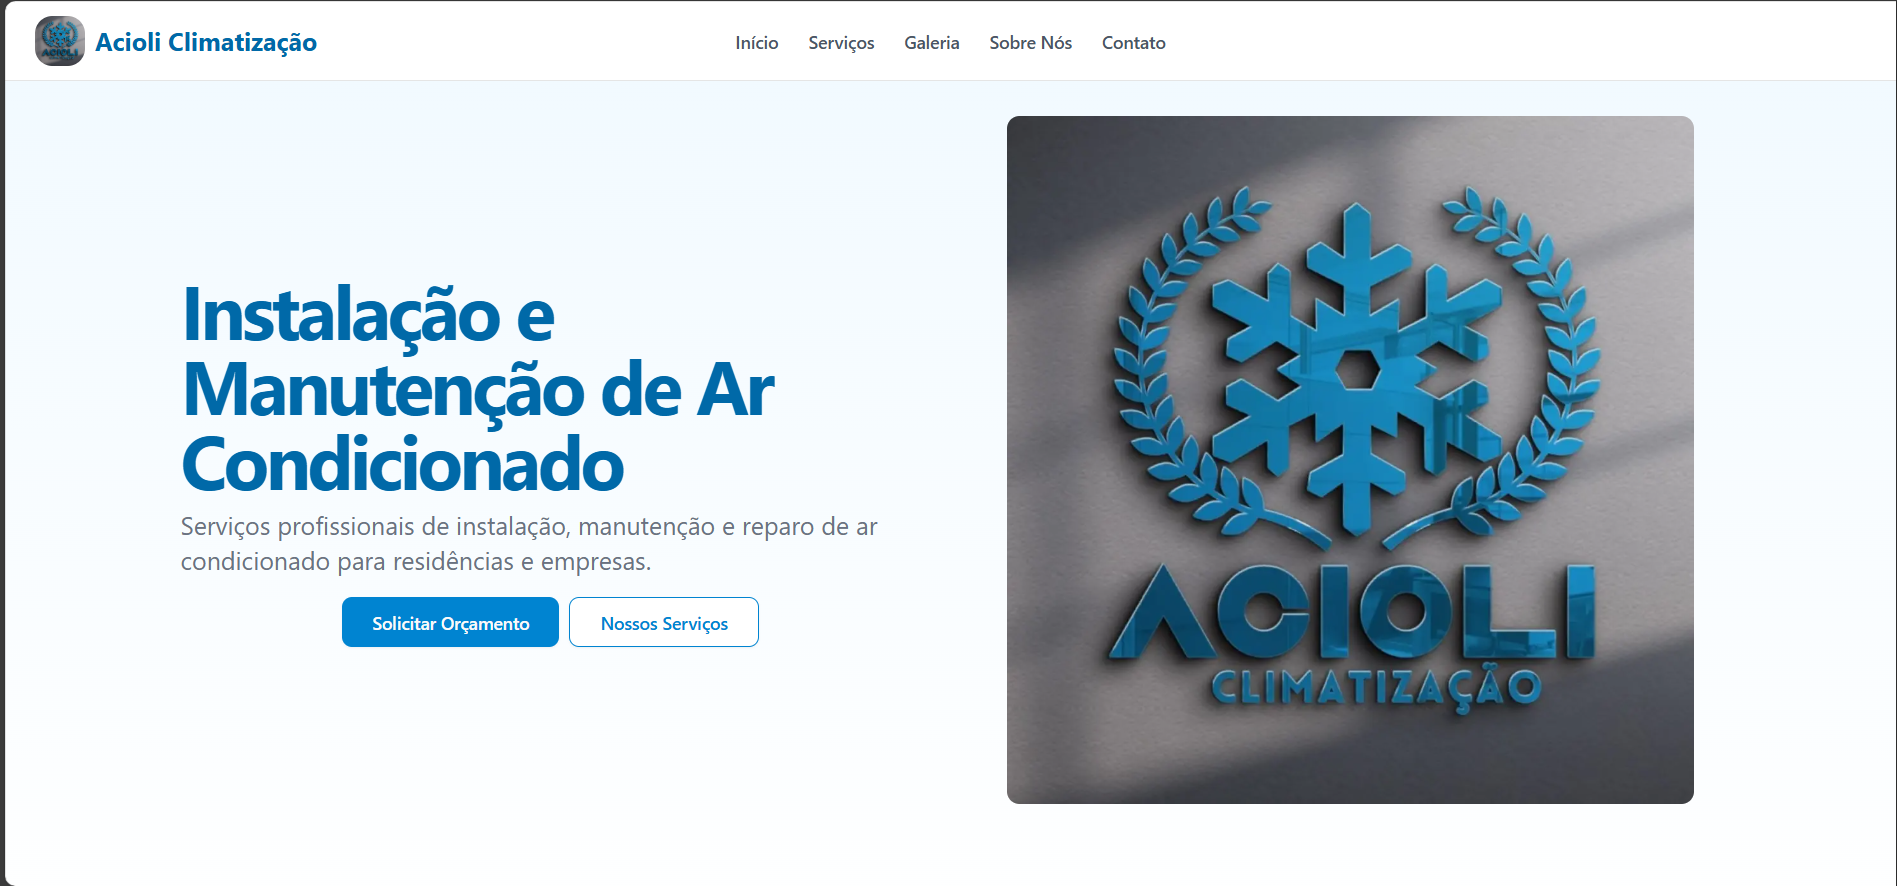 Acioli Climatização
Início
Serviços
Galeria
Sobre Nós
Contato
Instalação e
Manutenção de Ar
Condicionado
Serviços profissionais de instalação, manutenção e reparo de ar
condicionado para residências e empresas.
Solicitar Orçamento
Nossos Serviços
ACIOLI
CLIMATIZAÇÃO